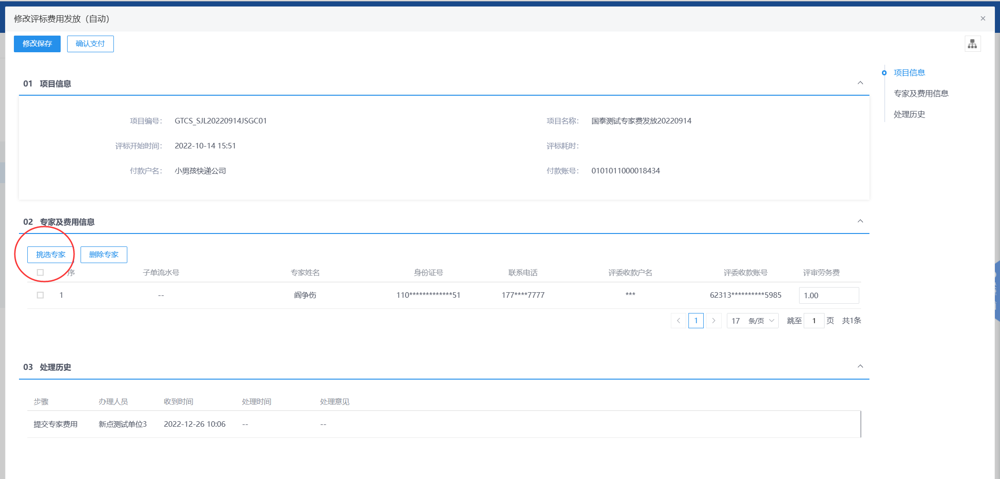 修改评标费用发放（自动）
修改保存 确认支付
项目信息
专家及费用信息
处理历史
01 项目信息
项目编号： GTCS_SJL20220914JSGC01 项目名称： 国泰测试专家费发放20220914
评标开始时间： 2022-10-14 15:51 评标耗时：
付款户名： 小男孩快递公司 付款账号： 0101011000018434
02 专家及费用信息
挑选专家 删除专家
序 子单流水号 专家姓名 身份证号 联系电话 评委收款户名 评委收款账号 评审劳务费
1 -- 阎争伤 110*************51 177****7777 *** 62313**********5985 1.00
1 17 条/页 跳至 1 页 共1条
03 处理历史
步骤 办理人员 收到时间 处理时间 处理意见
提交专家费用 新点测试单位3 2022-12-26 10:06 -- --